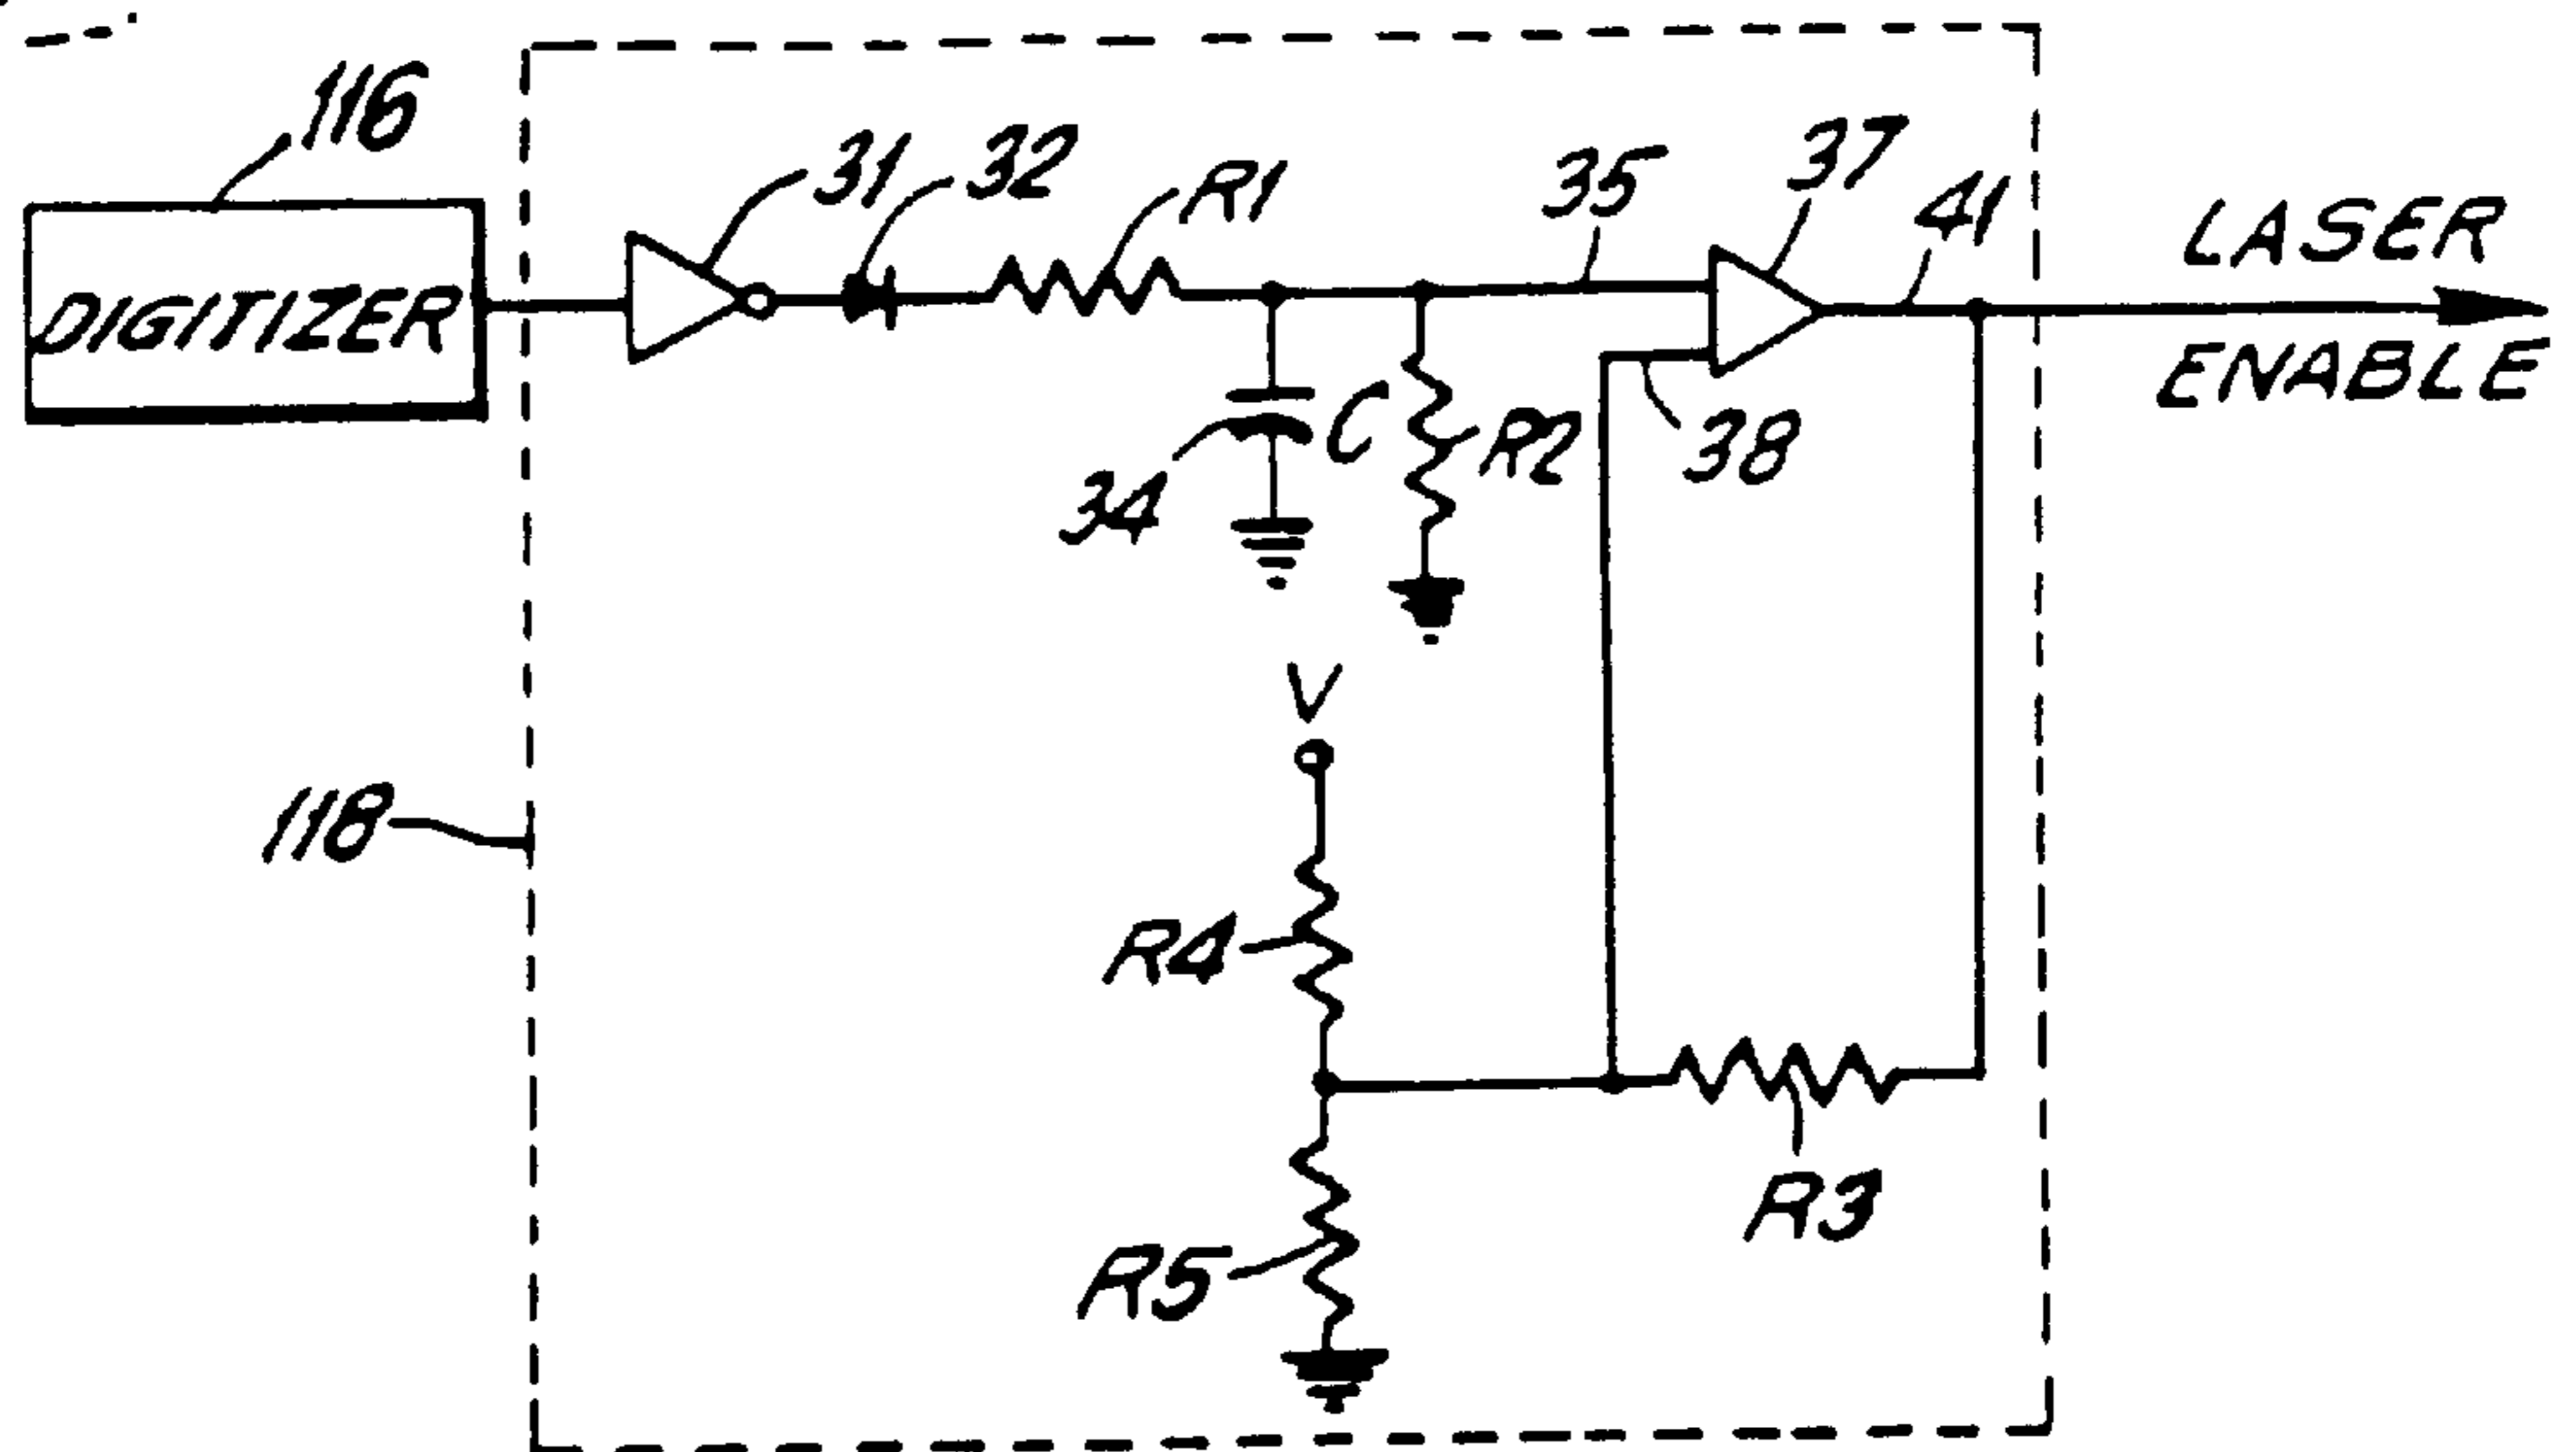 116
DIGITIZER
31
32
R1
35
37
41
LASER
ENABLE
34
C
R2
38
V
118
R4
R3
R5